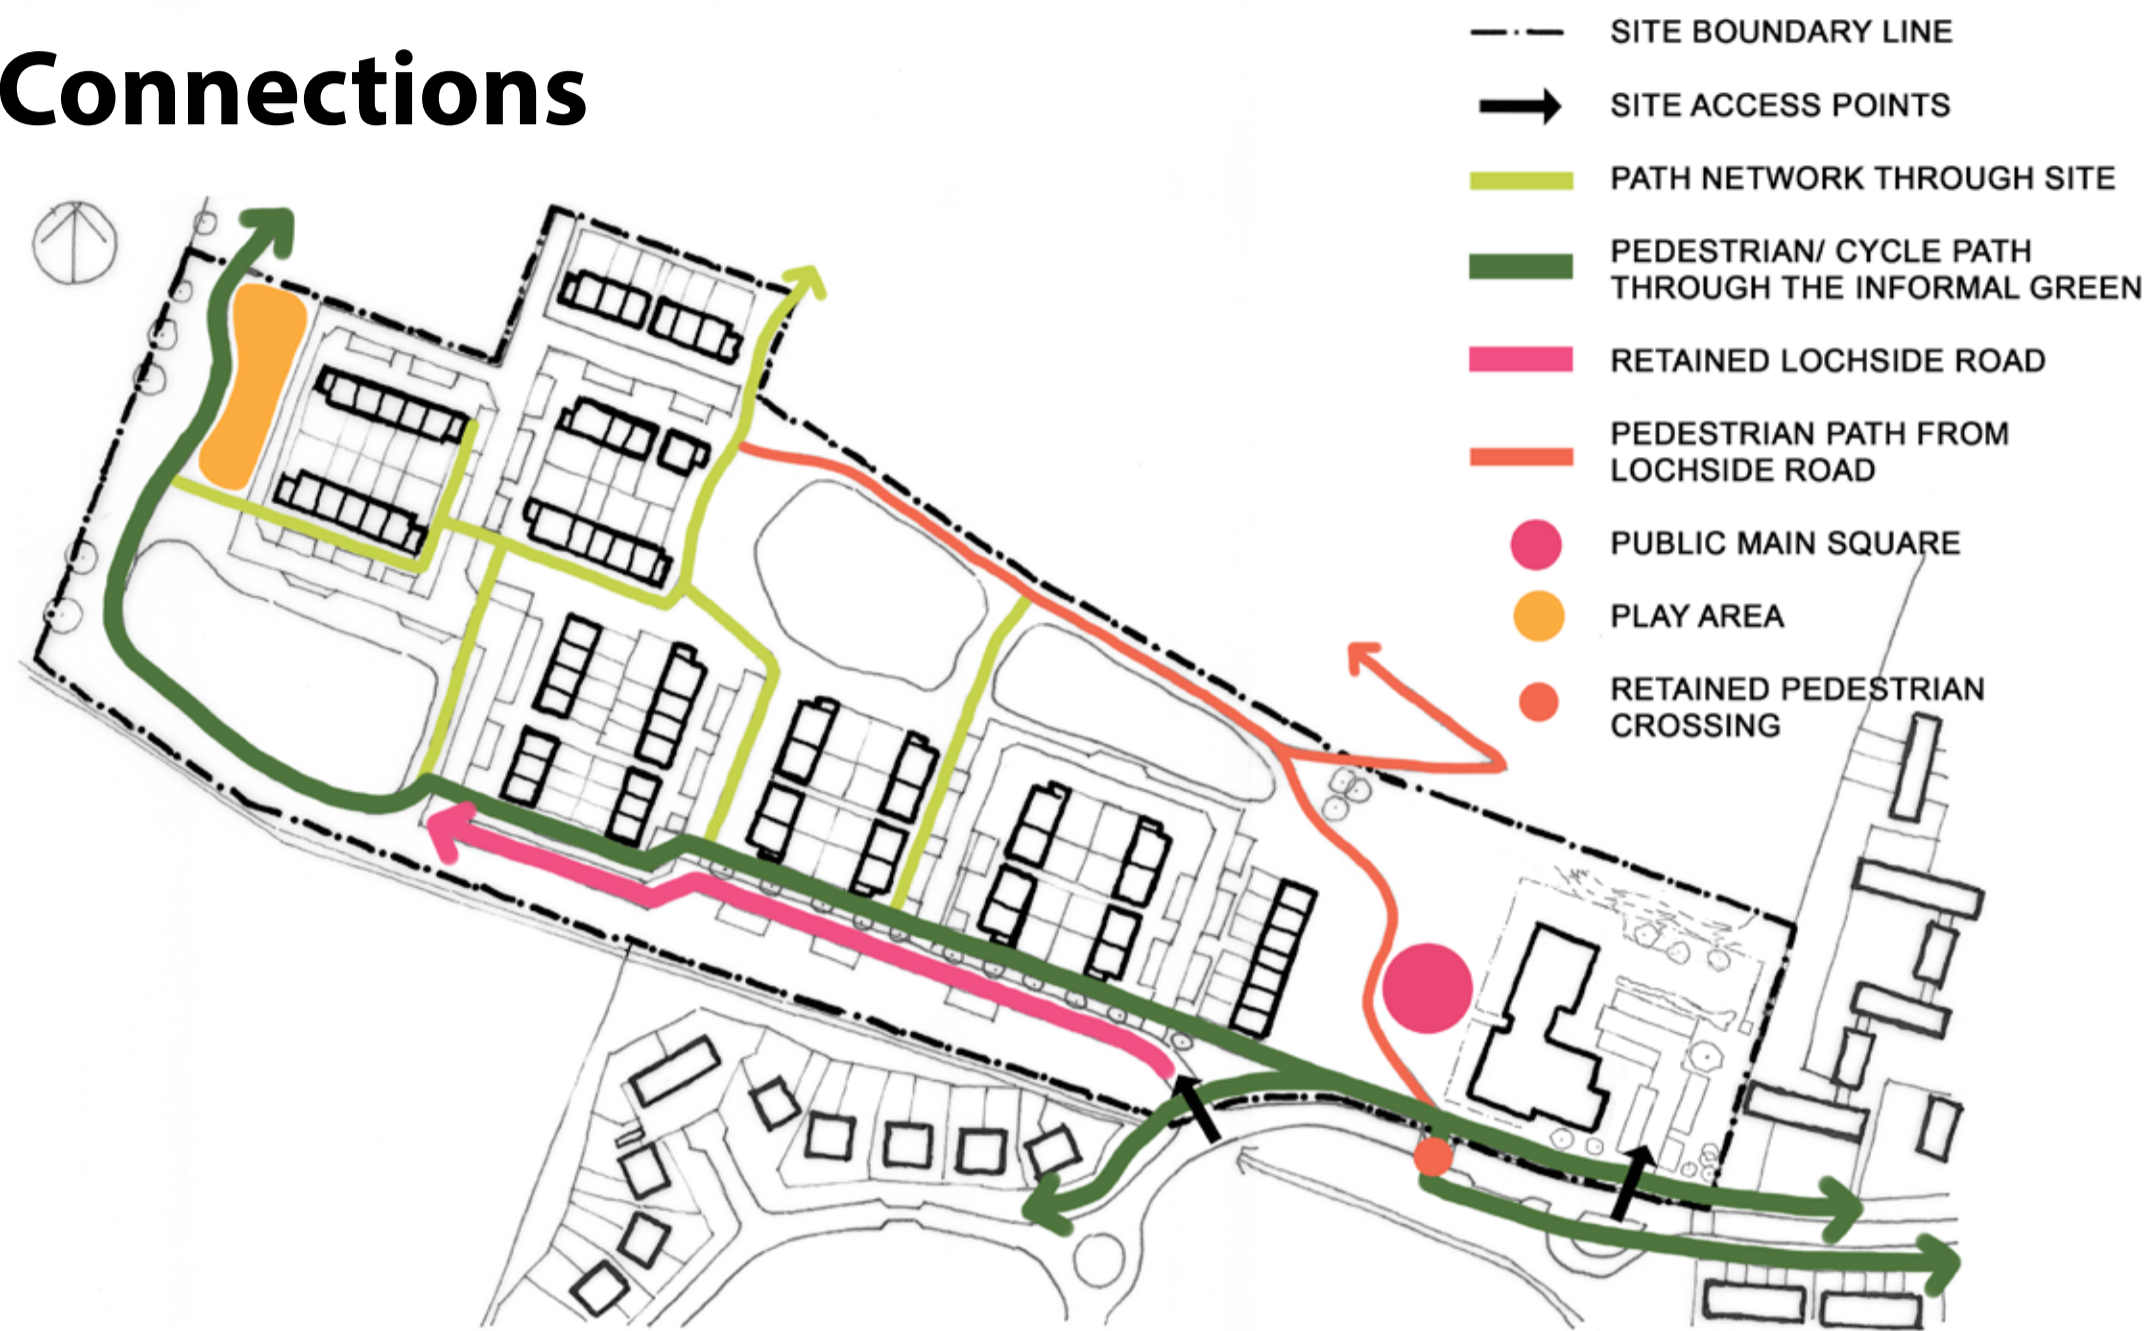 Connections
SITE BOUNDARY LINE
SITE ACCESS POINTS
PATH NETWORK THROUGH SITE
PEDESTRIAN/ CYCLE PATH
THROUGH THE INFORMAL GREEN
RETAINED LOCHSIDE ROAD
PEDESTRIAN PATH FROM
LOCHSIDE ROAD
PUBLIC MAIN SQUARE
PLAY AREA
RETAINED PEDESTRIAN
CROSSING